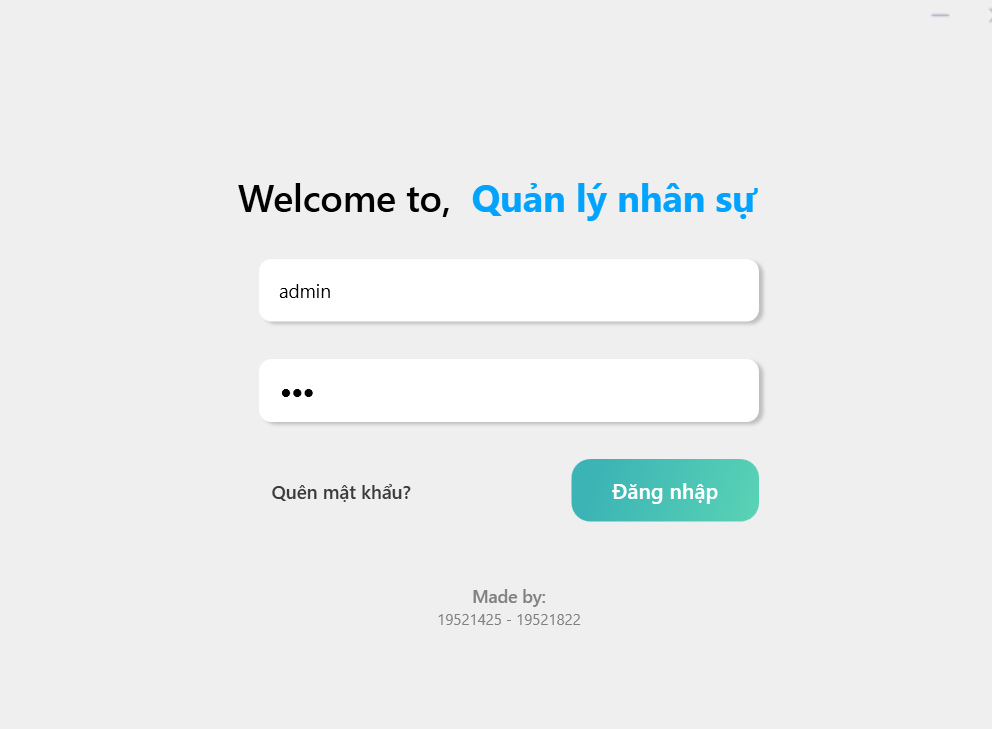 Welcome to, Quản lý nhân sự
admin
•••
Quên mật khẩu?
Đăng nhập
Made by:
19521425 - 19521822